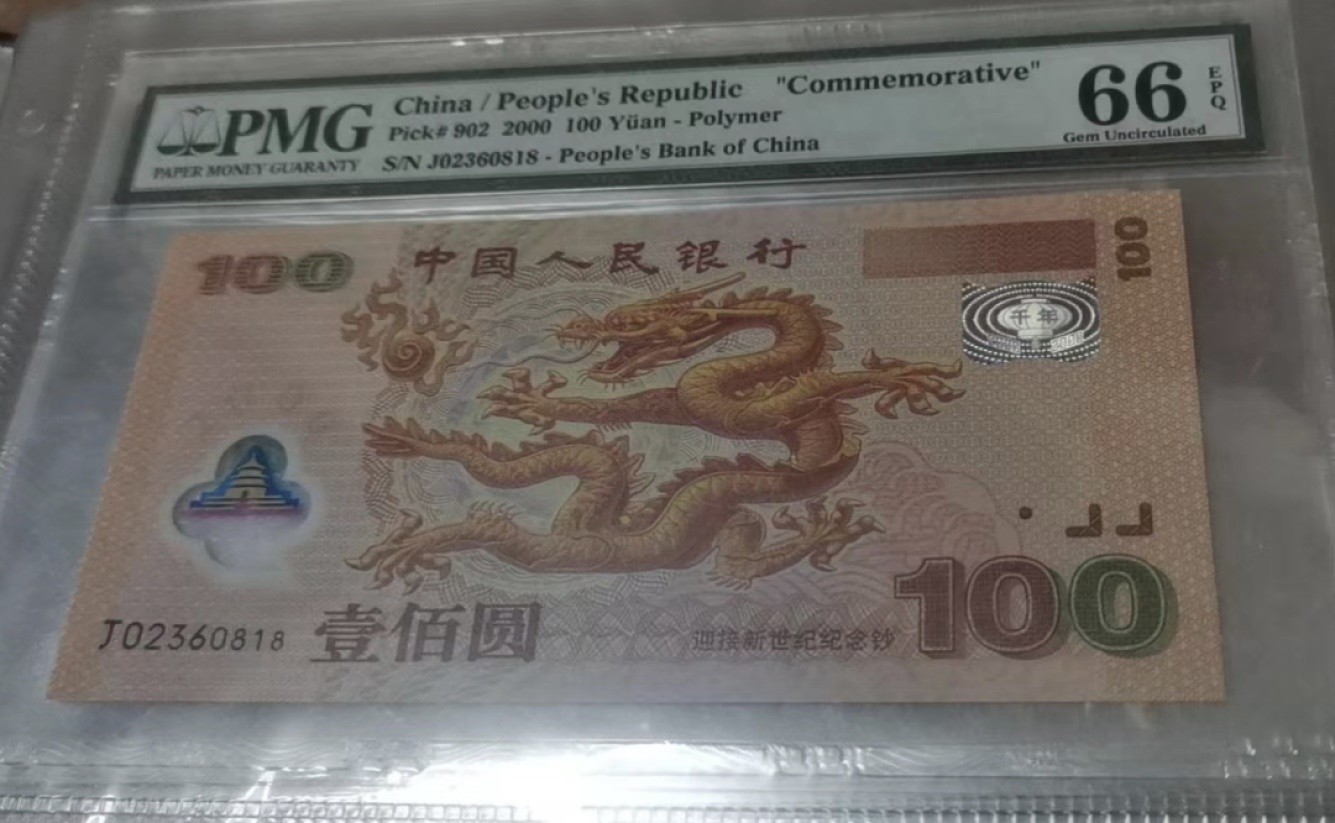 PMG
PAPER MONEY GUARANTY
China / People's Republic "Commemorative"
Pick# 902 2000 100 Yüan - Polymer
S/N J02360818 - People's Bank of China
66
EPQ
Gem Uncirculated
100
中国人民银行
100
千年
J02360818
壹佰圆
迎接新世纪纪念钞
100